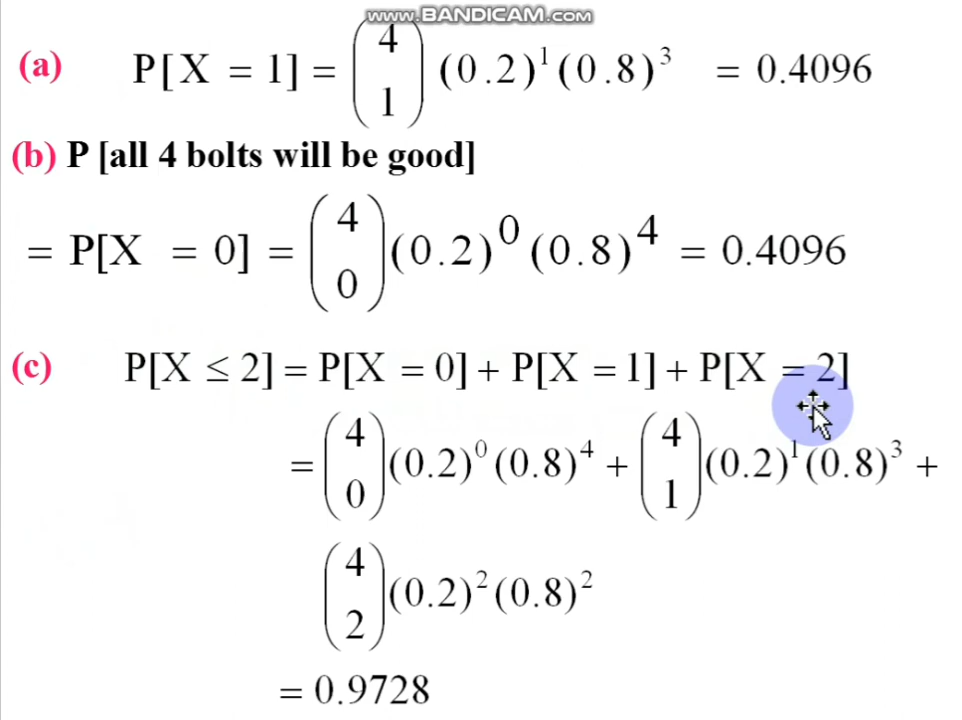 www.BANDICAM.com
(a) P[X = 1] = (4 1) (0.2)¹ (0.8)³ = 0.4096
(b) P [all 4 bolts will be good]
= P[X = 0] = (4 0) (0.2)⁰ (0.8)⁴ = 0.4096
(c) P[X ≤ 2] = P[X = 0] + P[X = 1] + P[X = 2]
= (4 0) (0.2)⁰ (0.8)⁴ + (4 1) (0.2)¹ (0.8)³ +
(4 2) (0.2)² (0.8)²
= 0.9728